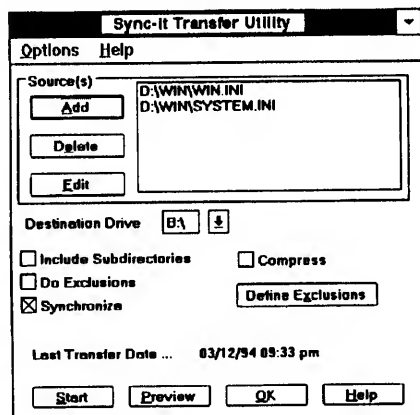 Sync-It Transfer Utility
Options Help
Source(s)
Add
D:\WIN\WIN.INI
D:\WIN\SYSTEM.INI
Delete
Edit
Destination Drive B:\
Include Subdirectories
Compress
Do Exclusions
Define Exclusions
Synchronize
Last Transfer Date ... 03/12/94 09:33 pm
Start Preview OK Help